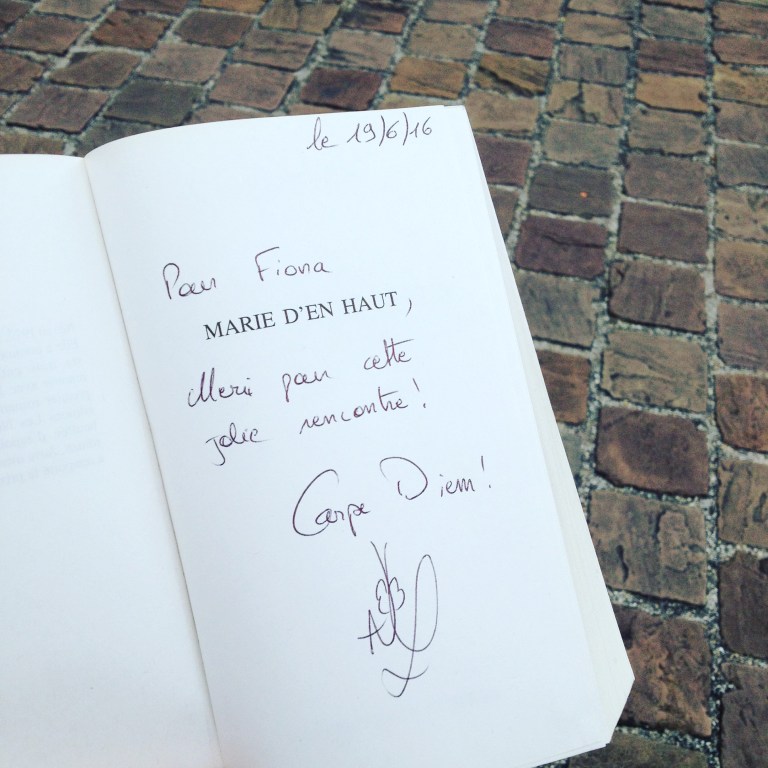 le 19/6/16
Pour Fiona
MARIE D'EN HAUT,
Merci pour cette
jolie rencontre!
Carpe Diem!